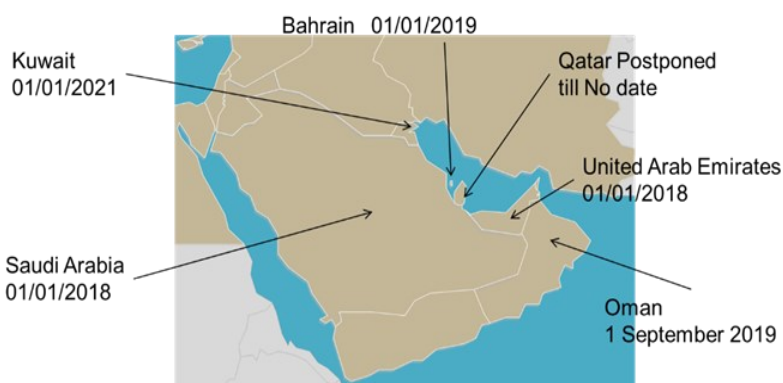 Bahrain 01/01/2019
Kuwait
01/01/2021
Qatar Postponed
till No date
United Arab Emirates
01/01/2018
Saudi Arabia
01/01/2018
Oman
1 September 2019